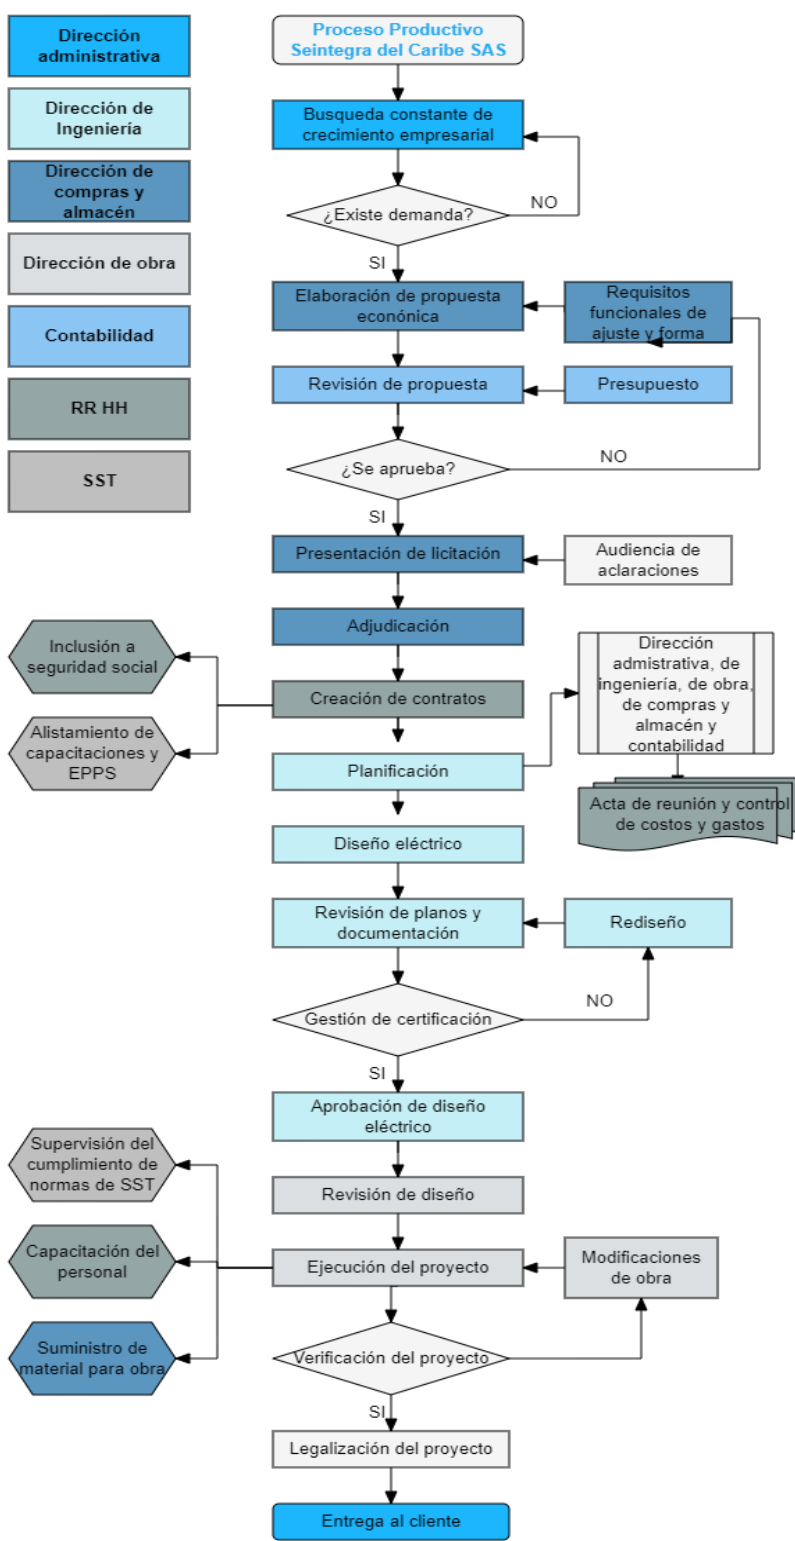 Dirección
administrativa
Dirección de
Ingeniería
Dirección de
compras y
almacén
Dirección de obra
Contabilidad
RR HH
SST
Proceso Productivo
Seintegra del Caribe SAS
Busqueda constante de
crecimiento empresarial
¿Existe demanda?
NO
SI
Elaboración de propuesta
econónica
Requisitos
funcionales de
ajuste y forma
Revisión de propuesta
Presupuesto
¿Se aprueba?
NO
SI
Presentación de licitación
Audiencia de
aclaraciones
Adjudicación
Inclusión a
seguridad social
Creación de contratos
Alistamiento de
capacitaciones y
EPPS
Dirección
admistrativa, de
ingeniería, de obra,
de compras y
almacén y
contabilidad
Planificación
Acta de reunión y control
de costos y gastos
Diseño eléctrico
Revisión de planos y
documentación
Rediseño
Gestión de certificación
NO
SI
Aprobación de diseño
eléctrico
Supervisión del
cumplimiento de
normas de SST
Revisión de diseño
Capacitación del
personal
Ejecución del proyecto
Modificaciones
de obra
Suministro de
material para obra
Verificación del proyecto
SI
Legalización del proyecto
Entrega al cliente